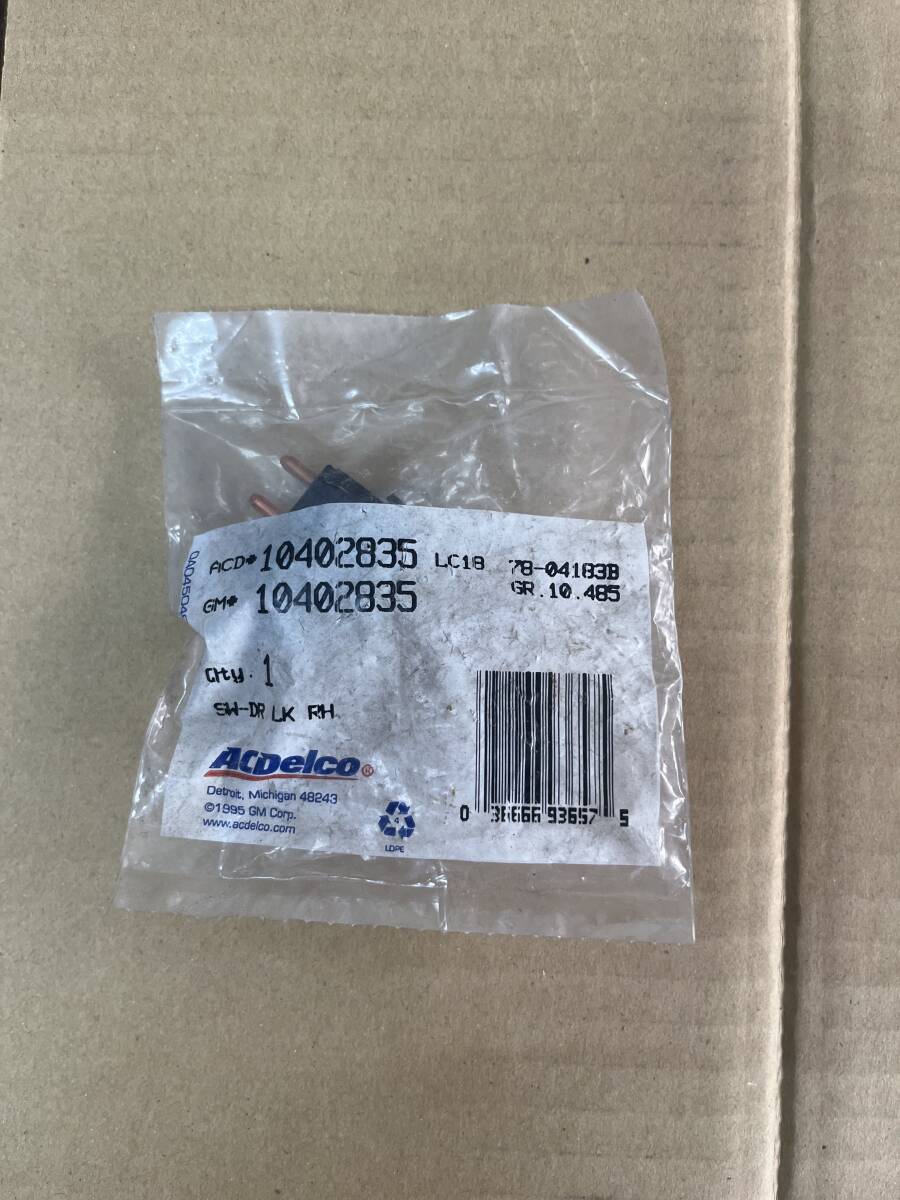 ACD# 10402835 LC18 78-04183B
GM# 10402835 GR.10.485
Qty. 1
SW-DR LK RH
ACDelco®
Detroit, Michigan 48243
©1995 GM Corp.
www.acdelco.com
4
LDPE
0 36666 93657 5